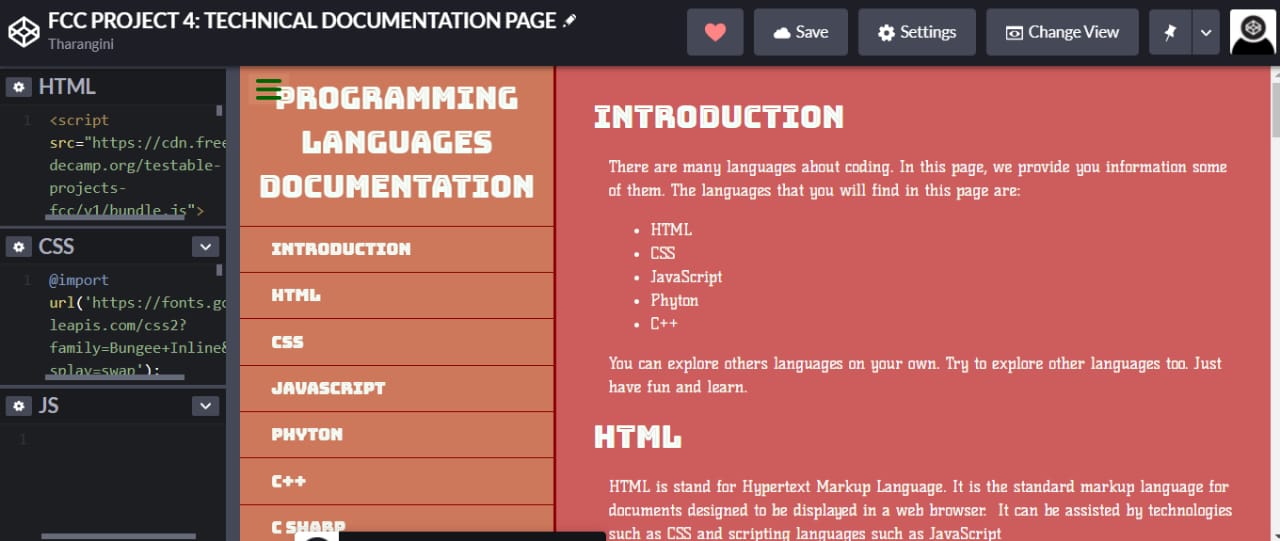 FCC PROJECT 4: TECHNICAL DOCUMENTATION PAGE
Tharangini
Save
Settings
Change View
HTML
1
<script
src="https://cdn.free
decamp.org/testable-
projects-
fcc/v1/bundle.js">
CSS
1
@import
url('https://fonts.go
leapis.com/css2?
family=Bungee+Inline&
splay=swap');
JS
1
PROGRAMMING
LANGUAGES
DOCUMENTATION
INTRODUCTION
HTML
CSS
JAVASCRIPT
PHYTON
C++
C SHARP
INTRODUCTION
There are many languages about coding. In this page, we provide you information some
of them. The languages that you will find in this page are:
• HTML
• CSS
• JavaScript
• Phyton
• C++
You can explore others languages on your own. Try to explore other languages too. Just
have fun and learn.
HTML
HTML is stand for Hypertext Markup Language. It is the standard markup language for
documents designed to be displayed in a web browser. It can be assisted by technologies
such as CSS and scripting languages such as JavaScript